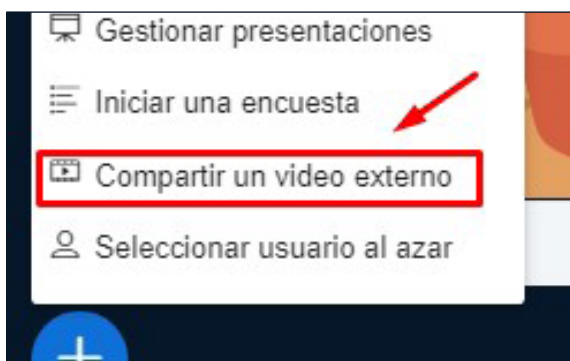 Gestionar presentaciones
Iniciar una encuesta
Compartir un video externo
Seleccionar usuario al azar